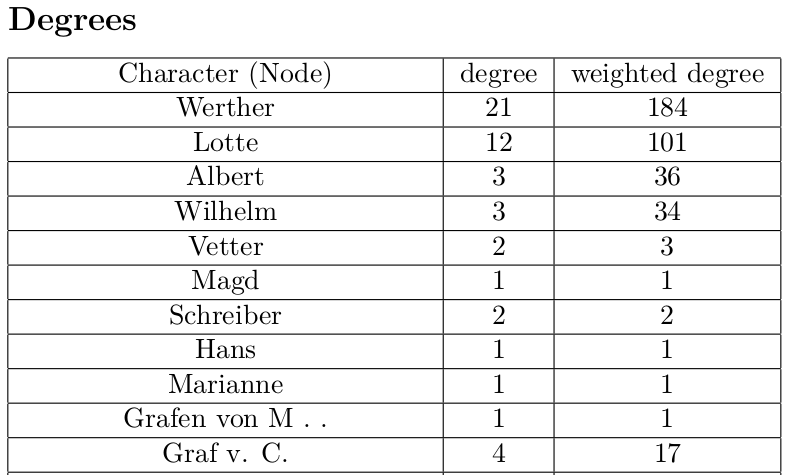 Degrees
Character (Node) degree weighted degree
Werther 21 184
Lotte 12 101
Albert 3 36
Wilhelm 3 34
Vetter 2 3
Magd 1 1
Schreiber 2 2
Hans 1 1
Marianne 1 1
Grafen von M . . 1 1
Graf v. C. 4 17